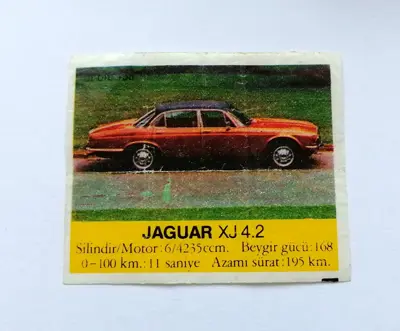 JAGUAR XJ 4.2
Silindir/Motor: 6/4235ccm. Beygir gücü: 168
0-100 km.: 11 saniye Azami sürat: 195 km.